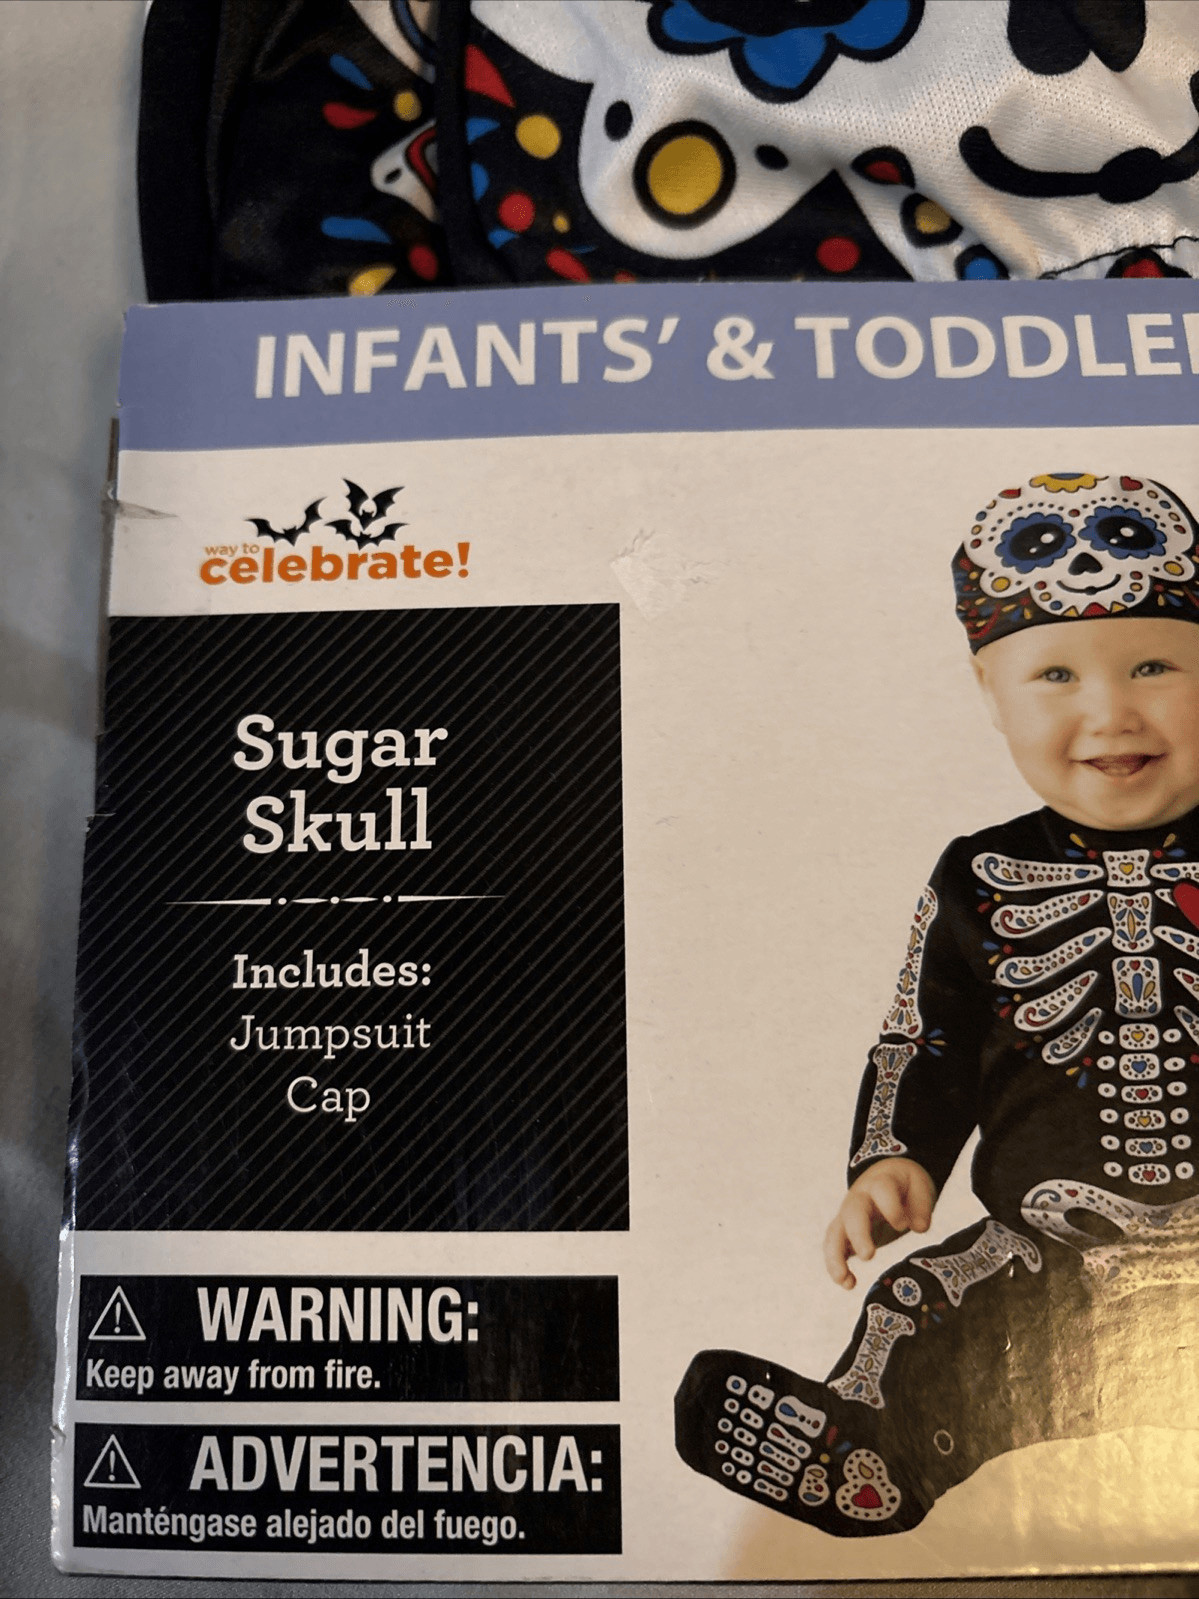 INFANTS' & TODDLE
way to
celebrate!
Sugar
Skull
Includes:
Jumpsuit
Cap
WARNING:
Keep away from fire.
ADVERTENCIA:
Manténgase alejado del fuego.